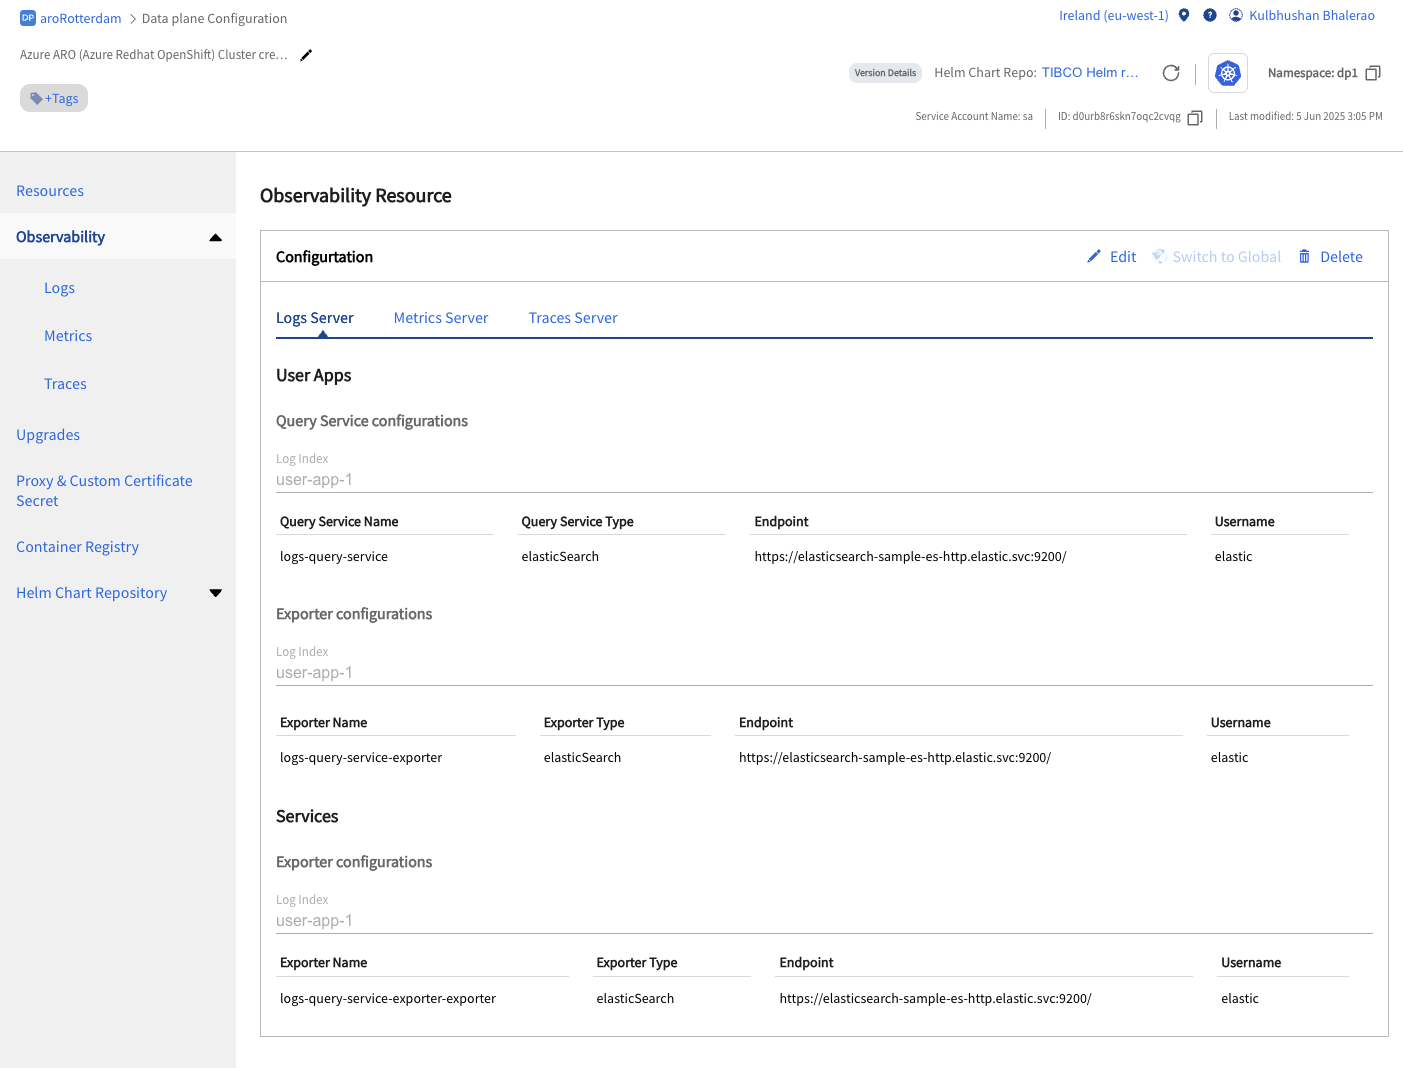 DP aroRotterdam > Data plane Configuration
Ireland (eu-west-1) ? Kulbhushan Bhalerao
Azure ARO (Azure Redhat OpenShift) Cluster cre...
Version Details Helm Chart Repo: TIBCO Helm r... Namespace: dp1
+Tags
Service Account Name: sa ID: d0urb8r6skn7oqc2cvqg Last modified: 5 Jun 2025 3:05 PM
Resources
Observability
Logs
Metrics
Traces
Upgrades
Proxy & Custom Certificate
Secret
Container Registry
Helm Chart Repository
Observability Resource
Configurtation Edit Switch to Global Delete
Logs Server Metrics Server Traces Server
User Apps
Query Service configurations
Log Index
user-app-1
Query Service Name Query Service Type Endpoint Username
logs-query-service elasticSearch https://elasticsearch-sample-es-http.elastic.svc:9200/ elastic
Exporter configurations
Log Index
user-app-1
Exporter Name Exporter Type Endpoint Username
logs-query-service-exporter elasticSearch https://elasticsearch-sample-es-http.elastic.svc:9200/ elastic
Services
Exporter configurations
Log Index
user-app-1
Exporter Name Exporter Type Endpoint Username
logs-query-service-exporter-exporter elasticSearch https://elasticsearch-sample-es-http.elastic.svc:9200/ elastic